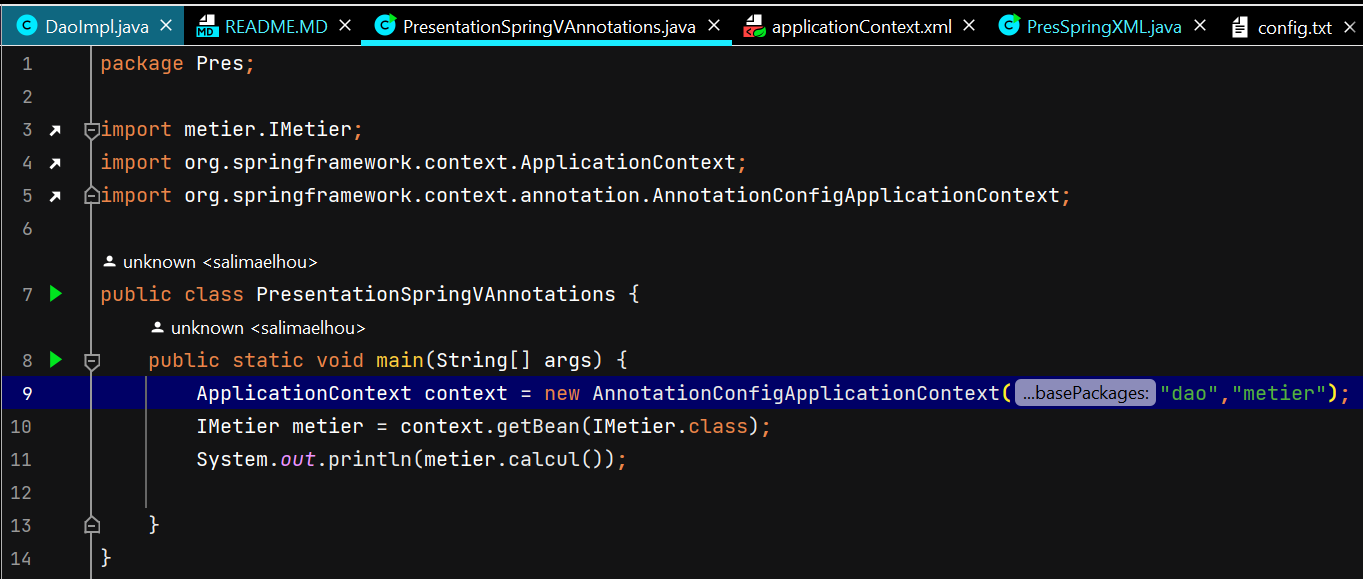 DaoImpl.java README.MD PresentationSpringVAnnotations.java applicationContext.xml PresSpringXML.java config.txt
1 package Pres;
2
3 import metier.IMetier;
4 import org.springframework.context.ApplicationContext;
5 import org.springframework.context.annotation.AnnotationConfigApplicationContext;
6
unknown <salimaelhou>
7 public class PresentationSpringVAnnotations {
unknown <salimaelhou>
8 public static void main(String[] args) {
9 ApplicationContext context = new AnnotationConfigApplicationContext( ...basePackages: "dao","metier");
10 IMetier metier = context.getBean(IMetier.class);
11 System.out.println(metier.calcul());
12
13 }
14 }